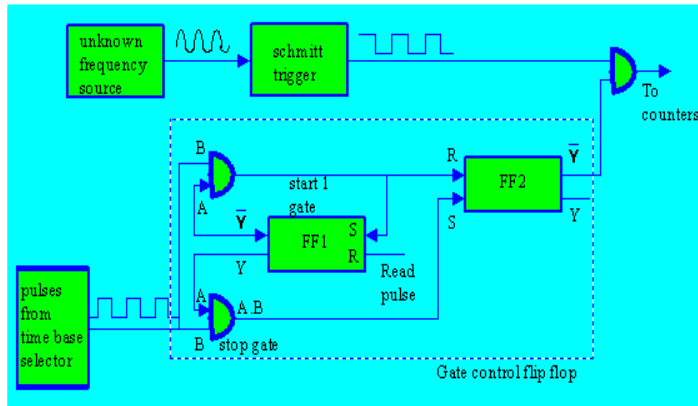 unknown
frequency
source
schmitt
trigger
To
counters
B
A
start 1
gate
R
S
FF2
Y̅
Y
Y̅
Y
FF1
S
R
Read
pulse
pulses
from
time base
selector
A
B
A.B
stop gate
Gate control flip flop